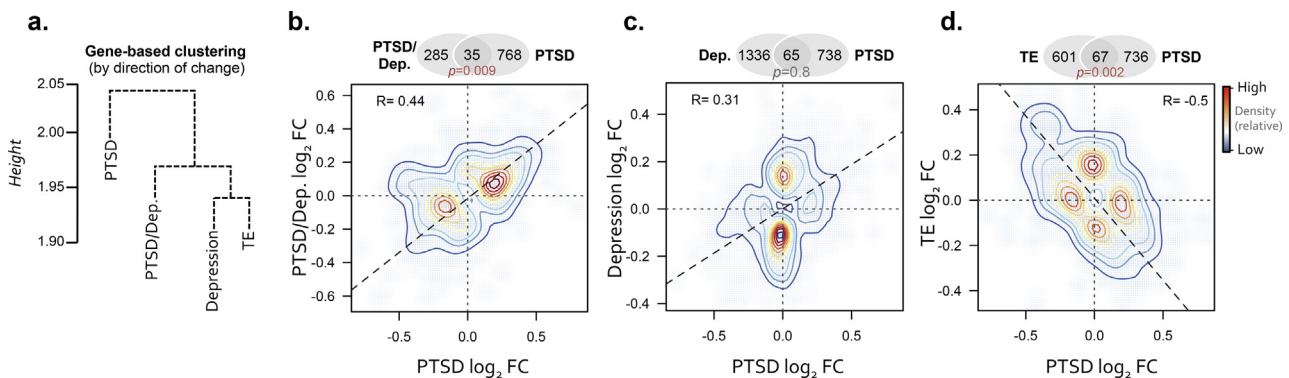 a.
Gene-based clustering
(by direction of change)
Height
2.05
2.00
1.95
1.90
PTSD
PTSD/Dep.
Depression
TE
b.
PTSD/
Dep.
285 35 768 PTSD
p=0.009
R= 0.44
PTSD/Dep. log₂ FC
0.6
0.4
0.2
0.0
-0.2
-0.4
-0.6
-0.5 0.0 0.5
PTSD log₂ FC
c.
Dep. 1336 65 738 PTSD
p=0.8
R= 0.31
Depression log₂ FC
0.4
0.2
0.0
-0.2
-0.4
-0.5 0.0 0.5
PTSD log₂ FC
d.
TE 601 67 736 PTSD
p=0.002
R= -0.5
TE log₂ FC
0.4
0.2
0.0
-0.2
-0.4
-0.5 0.0 0.5
PTSD log₂ FC
High
Density
(relative)
Low